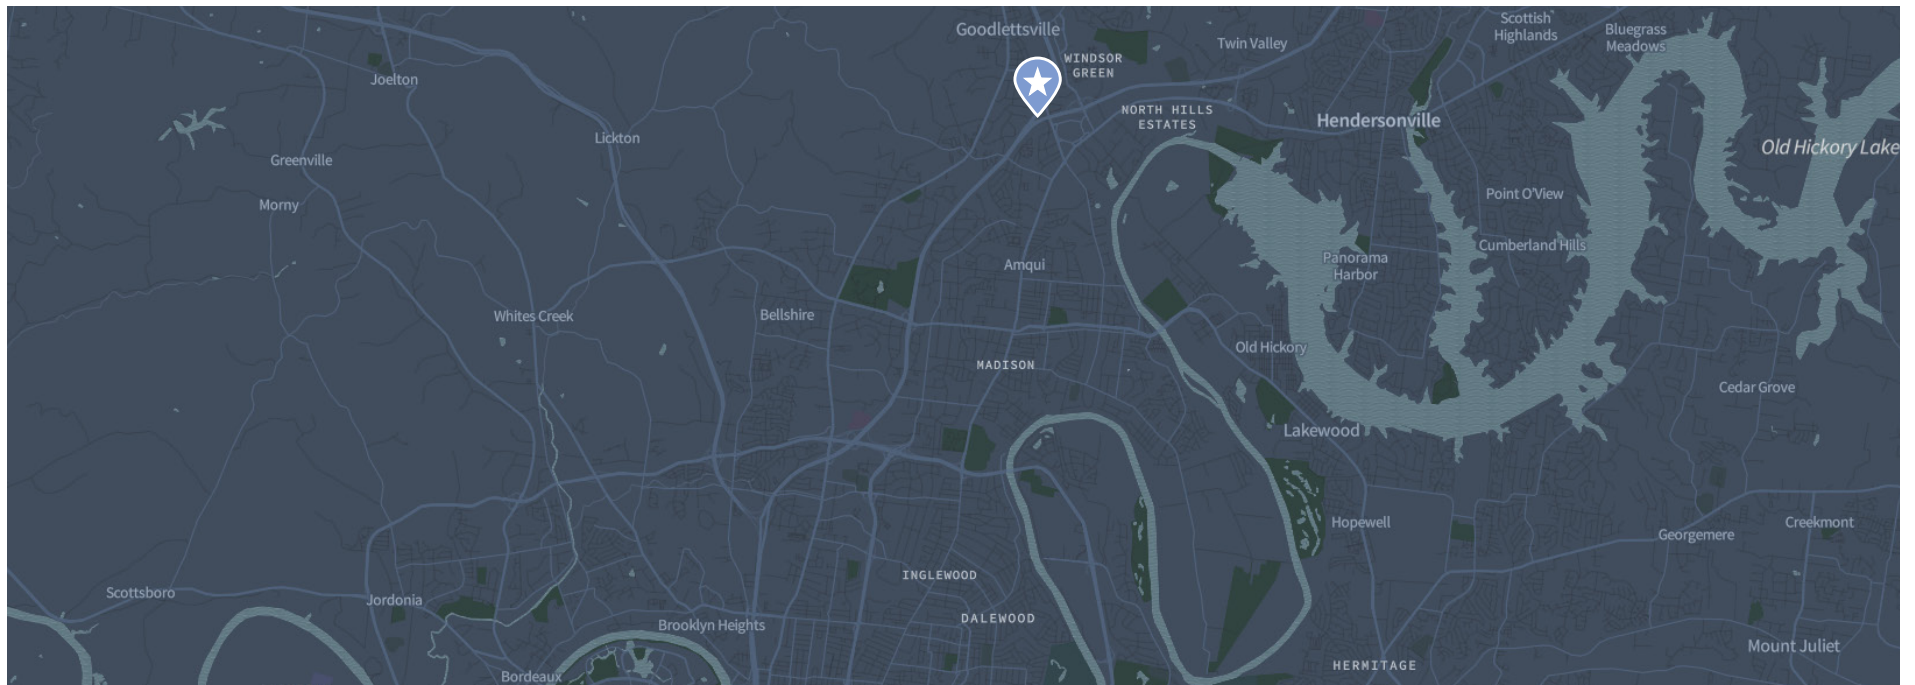 Goodlettsville
Scottish
Highlands
Bluegrass
Meadows
Twin Valley
WINDSOR
GREEN
Joelton
NORTH HILLS
ESTATES
Hendersonville
Lickton
Old Hickory Lake
Greenville
Point O'View
Morny
Cumberland Hills
Amqui
Panorama
Harbor
Whites Creek
Bellshire
Old Hickory
MADISON
Cedar Grove
Lakewood
Hopewell
Creekmont
Georgemere
INGLEWOOD
Scottsboro
Jordonia
DALEWOOD
Brooklyn Heights
Mount Juliet
HERMITAGE
Bordeaux